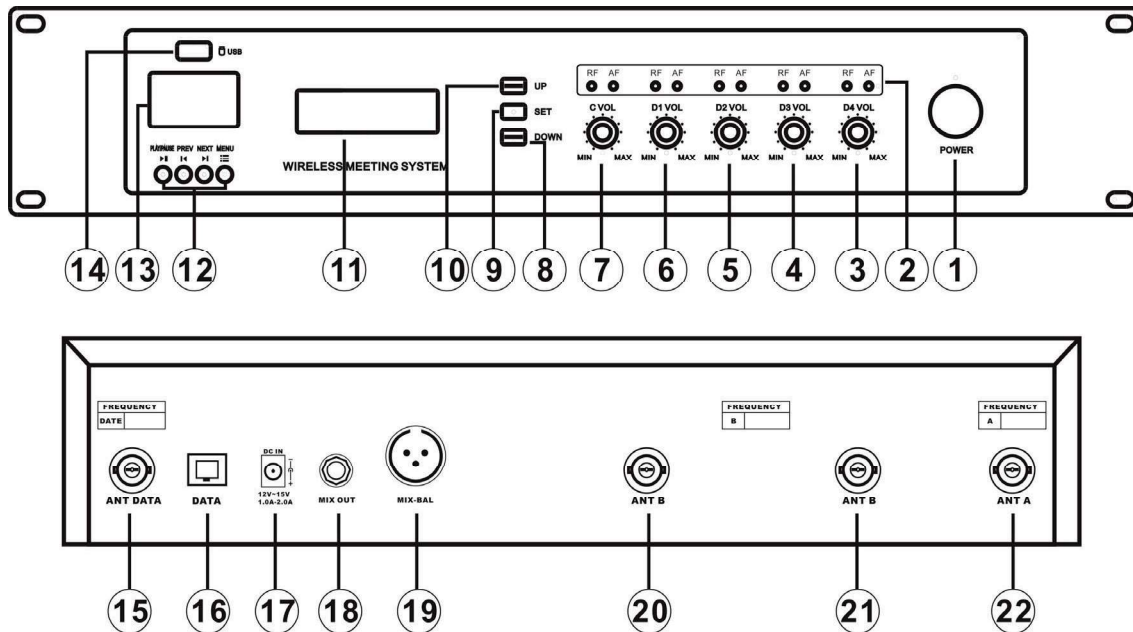 USB
RF AF RF AF RF AF RF AF RF AF
UP
SET
DOWN
C VOL D1 VOL D2 VOL D3 VOL D4 VOL
MIN MAX MIN MAX MIN MAX MIN MAX MIN MAX
POWER
PLAY/PAUSE PREV NEXT MENU
WIRELESS MEETING SYSTEM
14 13 12 11 10 9 8 7 6 5 4 3 2 1
FREQUENCY
DATE
FREQUENCY
B
FREQUENCY
A
DC IN
12V~15V
1.0A-2.0A
ANT DATA DATA MIX OUT MIX-BAL ANT B ANT B ANT A
15 16 17 18 19 20 21 22